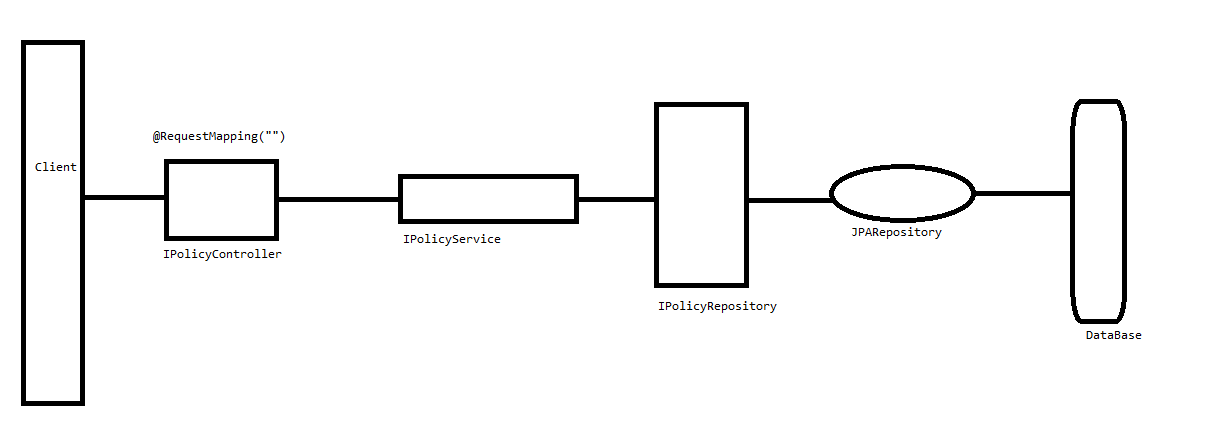 @RequestMapping("")
Client
IPolicyController
IPolicyService
IPolicyRepository
JPARepository
DataBase